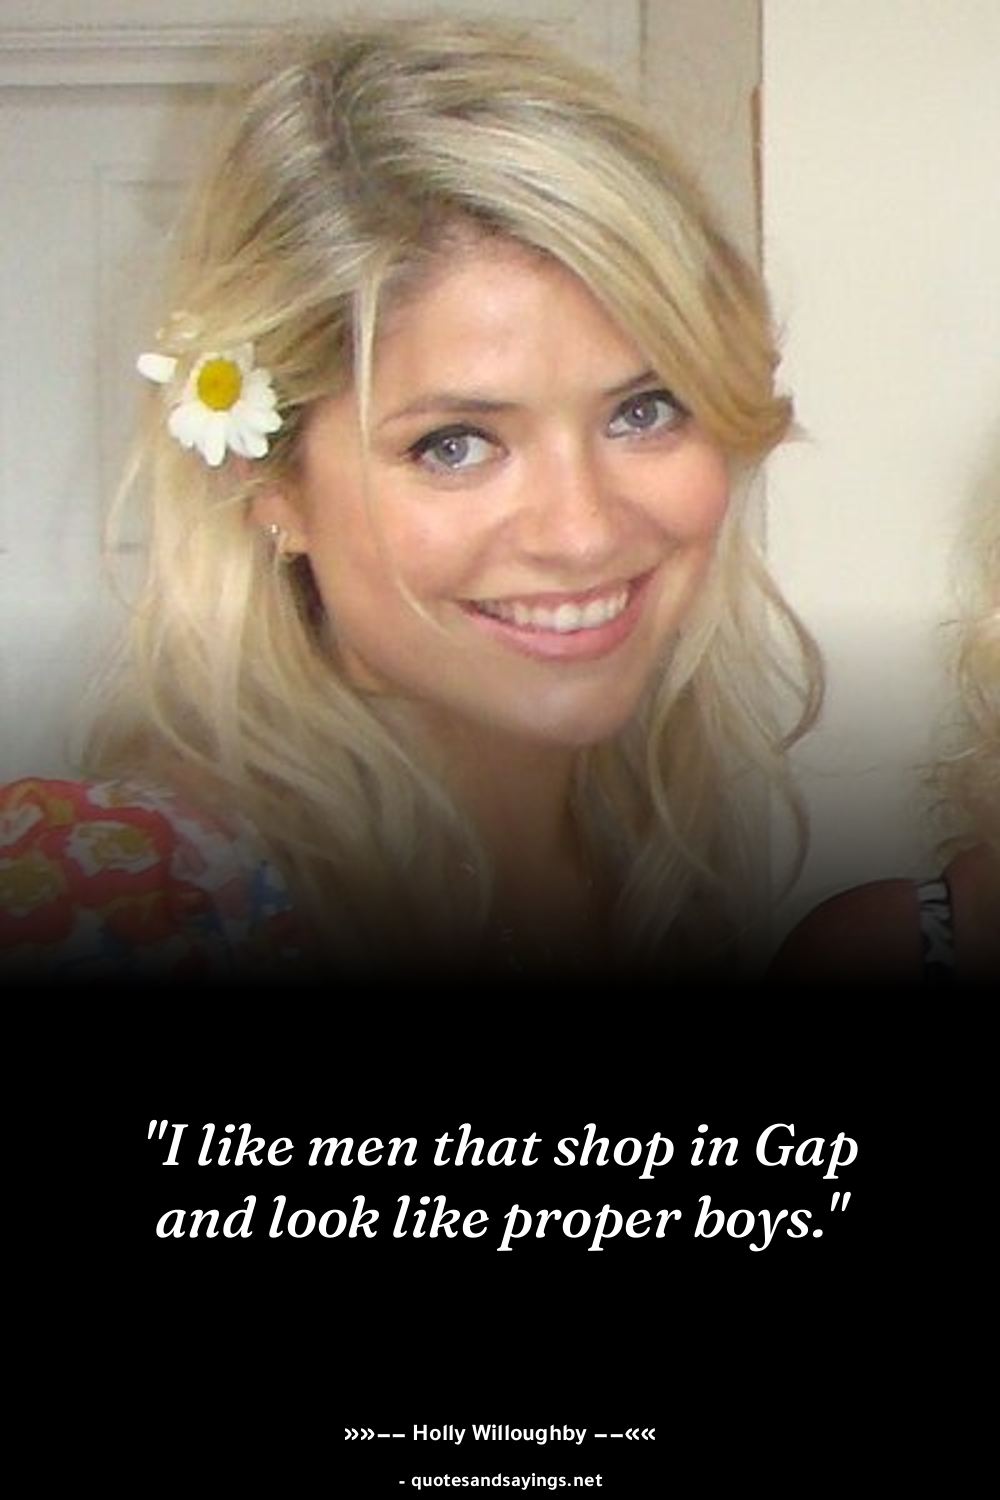 "I like men that shop in Gap
and look like proper boys."
»»–– Holly Willoughby ––««
- quotesandsayings.net